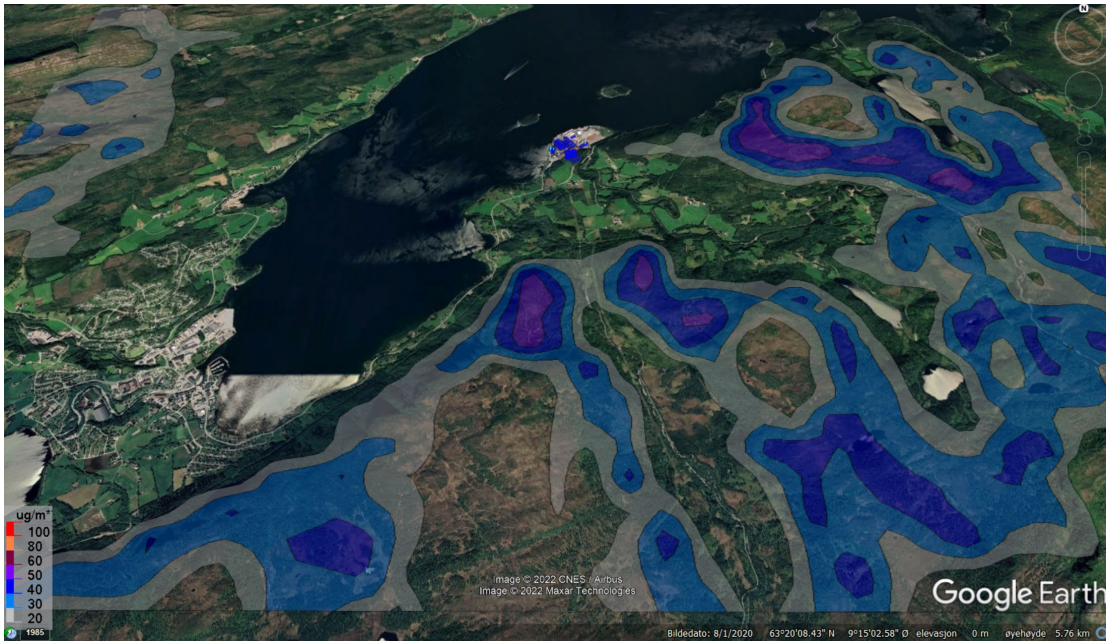 N
ug/m³
100
80
60
50
40
30
20
1985
Image © 2022 CNES / Airbus
Image © 2022 Maxar Technologies
Google Earth
Bildedato: 8/1/2020 63°20'08.43" N 9°15'02.58" Ø elevasjon 0 m øyehøyde 5.76 km